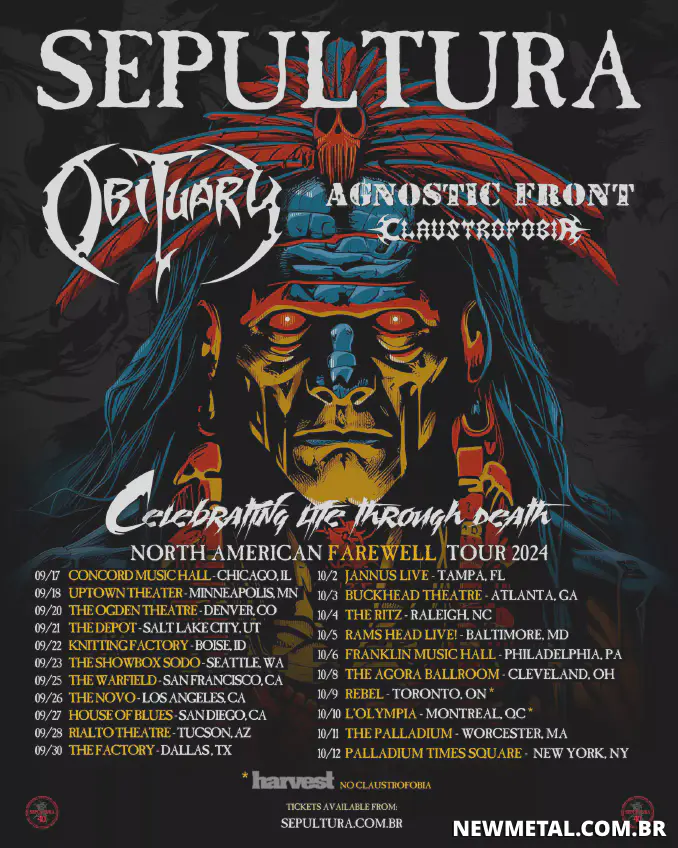 SEPULTURA
OBITUARY
AGNOSTIC FRONT
CLAUSTROFOBIA
Celebrating life through death
NORTH AMERICAN FAREWELL TOUR 2024
09/17 CONCORD MUSIC HALL - CHICAGO, IL
09/18 UPTOWN THEATER - MINNEAPOLIS, MN
09/20 THE OGDEN THEATRE - DENVER, CO
09/21 THE DEPOT - SALT LAKE CITY, UT
09/22 KNITTING FACTORY - BOISE, ID
09/23 THE SHOWBOX SODO - SEATTLE, WA
09/25 THE WARFIELD - SAN FRANCISCO, CA
09/26 THE NOVO - LOS ANGELES, CA
09/27 HOUSE OF BLUES - SAN DIEGO, CA
09/28 RIALTO THEATRE - TUCSON, AZ
09/30 THE FACTORY - DALLAS, TX
10/2 JANNUS LIVE - TAMPA, FL
10/3 BUCKHEAD THEATRE - ATLANTA, GA
10/4 THE RITZ - RALEIGH, NC
10/5 RAMS HEAD LIVE! - BALTIMORE, MD
10/6 FRANKLIN MUSIC HALL - PHILADELPHIA, PA
10/8 THE AGORA BALLROOM - CLEVELAND, OH
10/9 REBEL - TORONTO, ON *
10/10 L'OLYMPIA - MONTREAL, QC *
10/11 THE PALLADIUM - WORCESTER, MA
10/12 PALLADIUM TIMES SQUARE - NEW YORK, NY
* harvest NO CLAUSTROFOBIA
TICKETS AVAILABLE FROM:
SEPULTURA.COM.BR
SEPULTURA
40
SEPULTURA
40
NEWMETAL.COM.BR